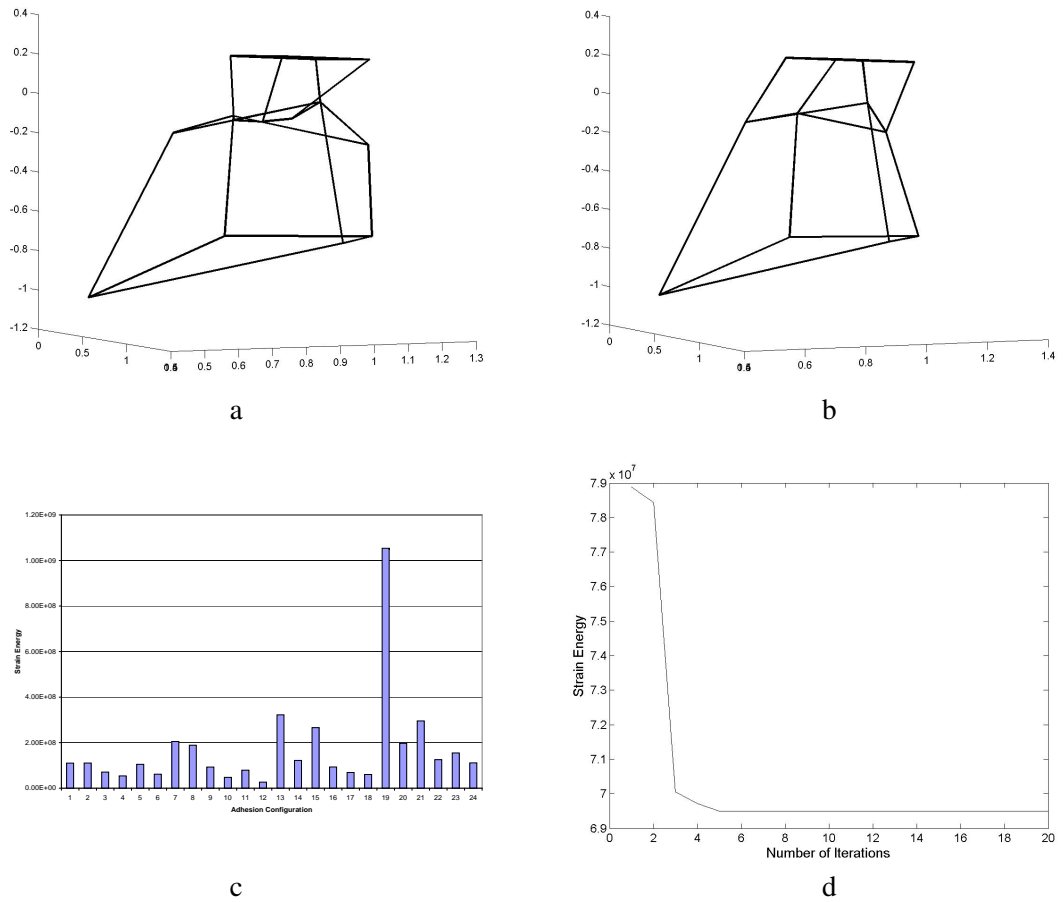 0.4
0.2
0
-0.2
-0.4
-0.6
-0.8
-1
-1.2
0
0.5
1
0.5
0.6
0.7
0.8
0.9
1
1.1
1.2
1.3
a
0.4
0.2
0
-0.2
-0.4
-0.6
-0.8
-1
-1.2
0
0.5
1
0.6
0.8
1
1.2
1.4
b
1.20E+09
1.00E+09
8.00E+08
6.00E+08
4.00E+08
2.00E+08
0.00E+00
Strain Energy
1 2 3 4 5 6 7 8 9 10 11 12 13 14 15 16 17 18 19 20 21 22 23 24
Adhesion Configuration
c
x 10^7
7.9
7.8
7.7
7.6
7.5
7.4
7.3
7.2
7.1
7
6.9
Strain Energy
0 2 4 6 8 10 12 14 16 18 20
Number of Iterations
d